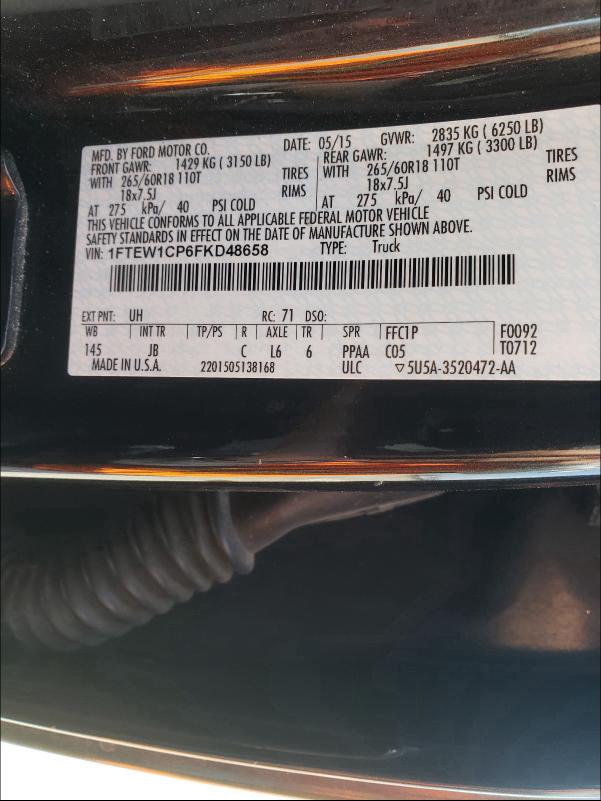 MFD. BY FORD MOTOR CO. DATE: 05/15 GVWR: 2835 KG ( 6250 LB)
FRONT GAWR: 1429 KG ( 3150 LB) REAR GAWR: 1497 KG ( 3300 LB)
WITH 265/60R18 110T TIRES WITH 265/60R18 110T TIRES
18x7.5J RIMS 18x7.5J RIMS
AT 275 kPa/ 40 PSI COLD AT 275 kPa/ 40 PSI COLD
THIS VEHICLE CONFORMS TO ALL APPLICABLE FEDERAL MOTOR VEHICLE
SAFETY STANDARDS IN EFFECT ON THE DATE OF MANUFACTURE SHOWN ABOVE.
VIN: 1FTEW1CP6FKD48658 TYPE: Truck
EXT PNT: UH RC: 71 DSO:
WB INT TR TP/PS R AXLE TR SPR FFC1P F0092
145 JB C L6 6 PPAA C05 T0712
MADE IN U.S.A. 2201505138168 ULC ▽5U5A-3520472-AA